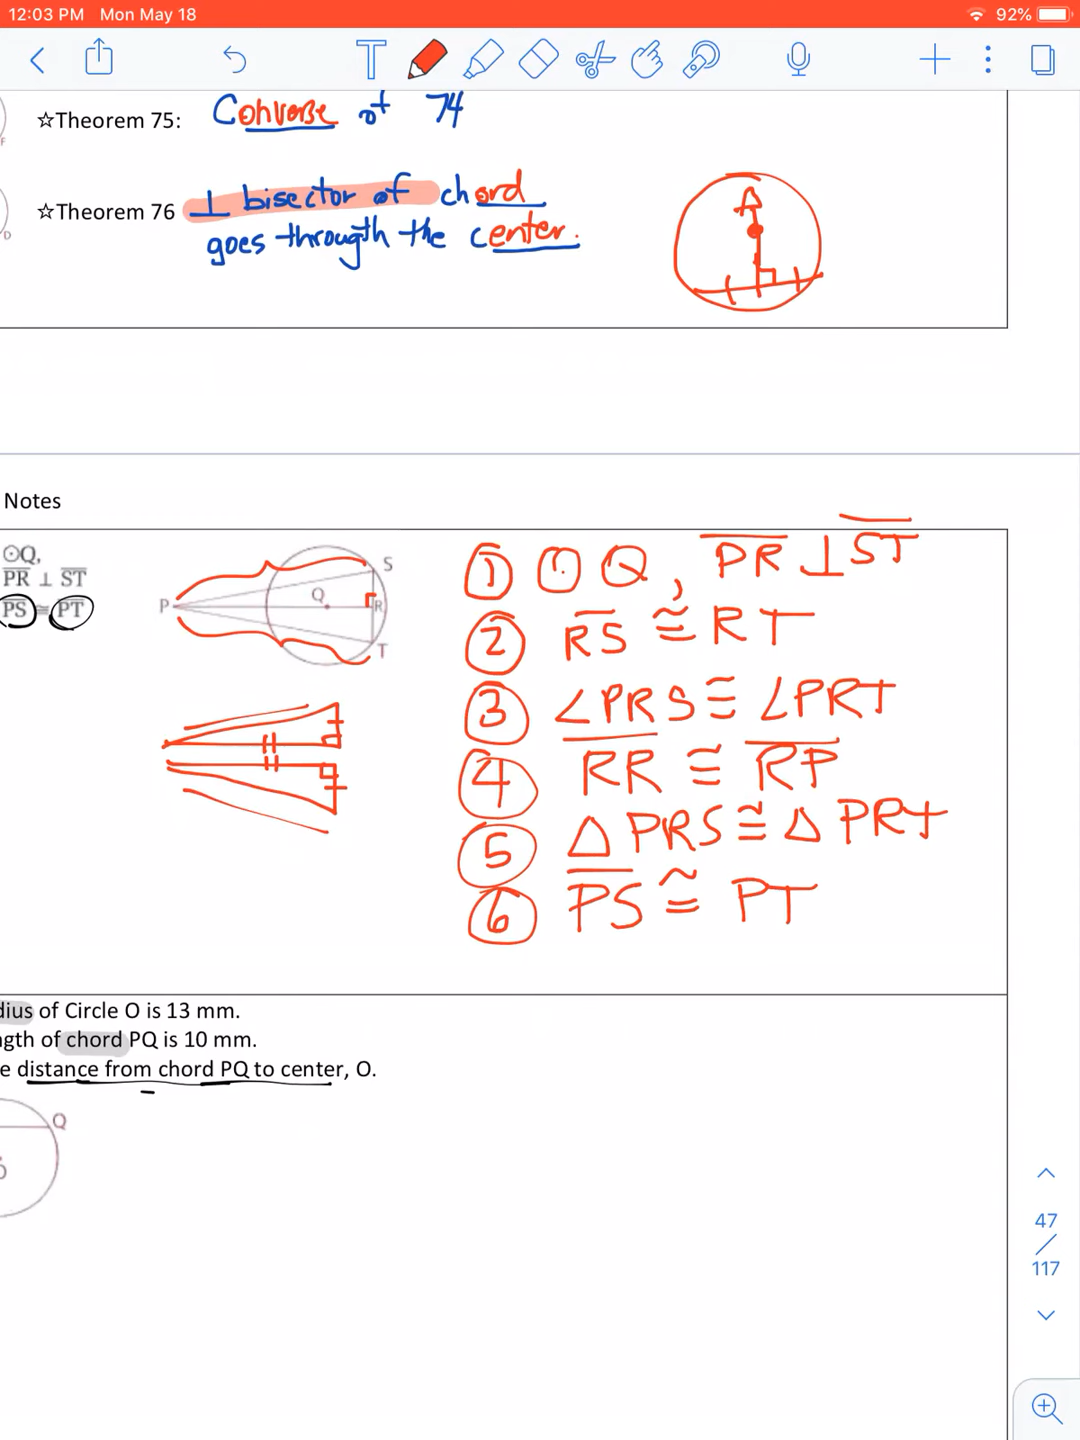 12:03 PM Mon May 18 92%
☆Theorem 75: Converse of 74
☆Theorem 76 ⊥ bisector of chord
goes through the center.
A
Notes
⊙Q,
PR ⊥ ST
PS ≅ PT
P Q R S T
① ⊙ Q, PR ⊥ ST
② RS ≅ RT
③ ∠PRS ≅ ∠PRT
④ RR ≅ RP
⑤ △ PRS ≅ △ PRT
⑥ PS ≅ PT
dius of Circle O is 13 mm.
ngth of chord PQ is 10 mm.
e distance from chord PQ to center, O.
Q
47
/
117